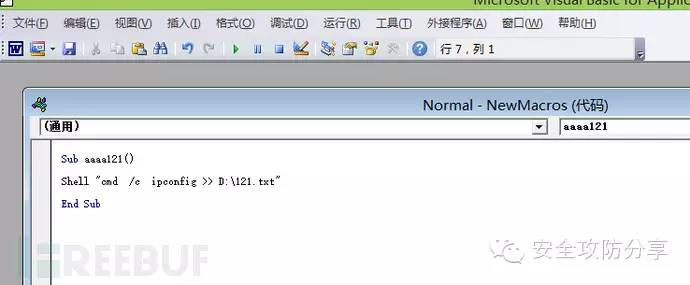 Microsoft Visual Basic for Applic
文件(F) 编辑(E) 视图(V) 插入(I) 格式(O) 调试(D) 运行(R) 工具(T) 外接程序(A) 窗口(W) 帮助(H)
行 7，列 1
Normal - NewMacros (代码)
(通用) aaaa121
Sub aaaa121()
Shell "cmd /c ipconfig >> D:\121.txt"
End Sub
REEBUF
安全攻防分享